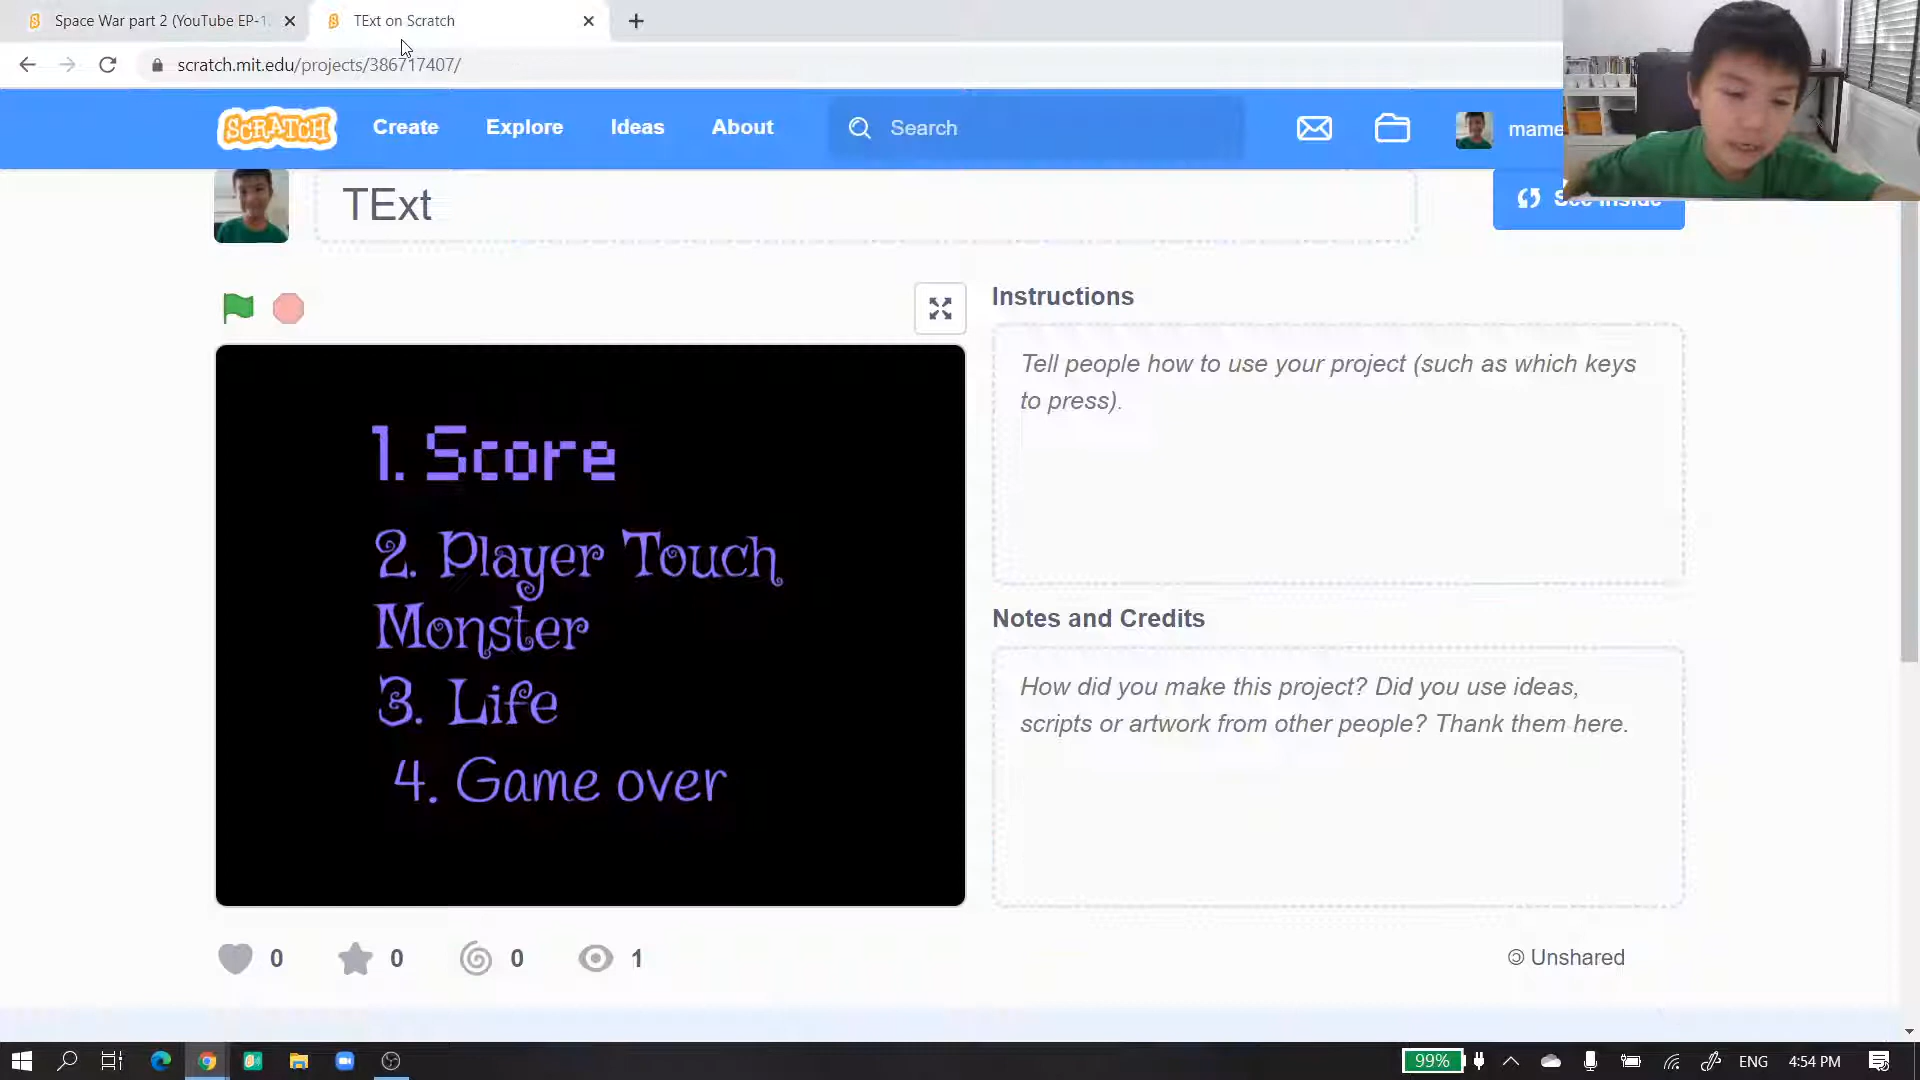 Space War part 2 (YouTube EP-1
TExt on Scratch
scratch.mit.edu/projects/386717407/
SCRATCH Create Explore Ideas About Search mame
TExt
See inside
Instructions
Tell people how to use your project (such as which keys
to press).
1. Score
2. Player Touch
Monster
3. Life
4. Game over
Notes and Credits
How did you make this project? Did you use ideas,
scripts or artwork from other people? Thank them here.
0 0 0 1
Unshared
99% ENG 4:54 PM